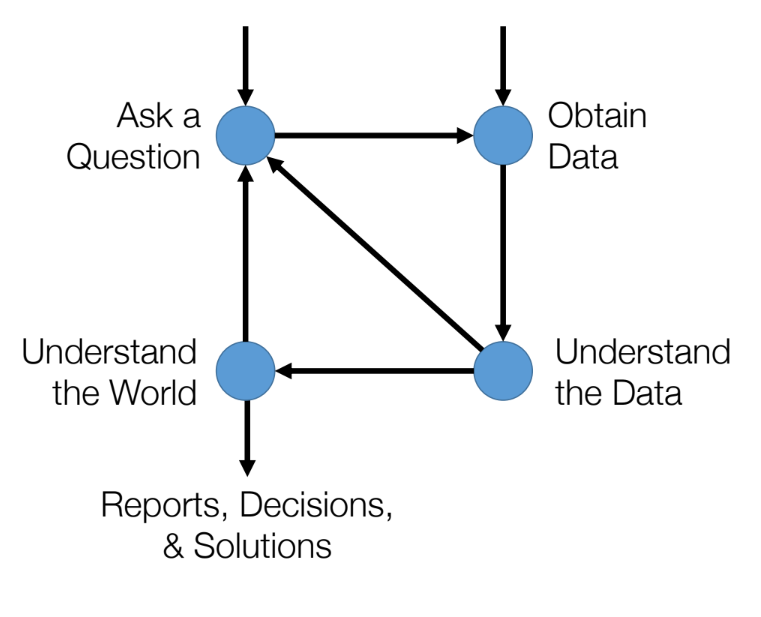 Ask a
Question
Obtain
Data
Understand
the World
Understand
the Data
Reports, Decisions,
& Solutions